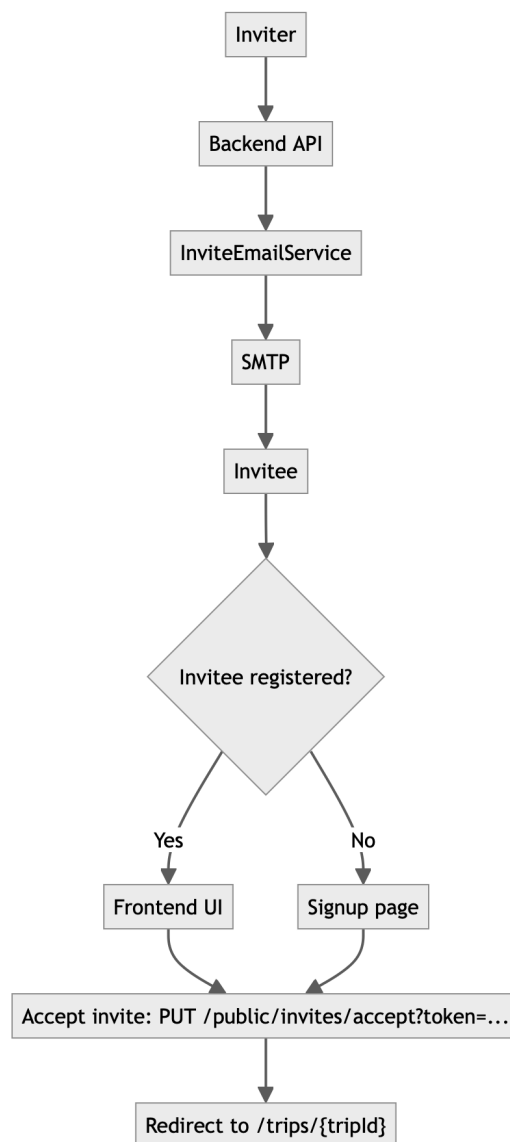 Inviter
Backend API
InviteEmailService
SMTP
Invitee
Invitee registered?
Yes
No
Frontend UI
Signup page
Accept invite: PUT /public/invites/accept?token=...
Redirect to /trips/{tripId}